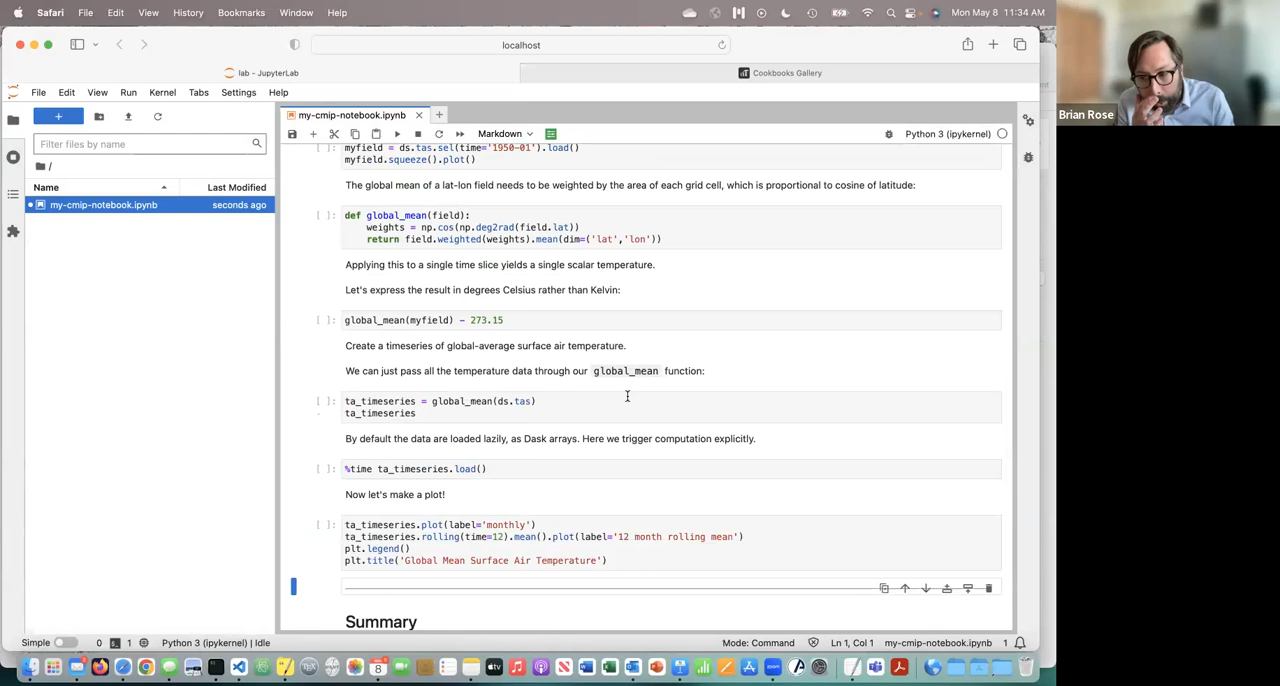 Safari File Edit View History Bookmarks Window Help
Mon May 8 11:34 AM
localhost
lab - JupyterLab
Cookbooks Gallery
File Edit View Run Kernel Tabs Settings Help
my-cmip-notebook.ipynb
Filter files by name
Markdown
Python 3 (ipykernel)
/
Name Last Modified
my-cmip-notebook.ipynb seconds ago
[ ]: myfield = ds.tas.sel(time='1950-01').load()
myfield.squeeze().plot()
The global mean of a lat-lon field needs to be weighted by the area of each grid cell, which is proportional to cosine of latitude:
[ ]: def global_mean(field):
weights = np.cos(np.deg2rad(field.lat))
return field.weighted(weights).mean(dim=('lat','lon'))
Applying this to a single time slice yields a single scalar temperature.
Let's express the result in degrees Celsius rather than Kelvin:
[ ]: global_mean(myfield) - 273.15
Create a timeseries of global-average surface air temperature.
We can just pass all the temperature data through our global_mean function:
[ ]: ta_timeseries = global_mean(ds.tas)
ta_timeseries
By default the data are loaded lazily, as Dask arrays. Here we trigger computation explicitly.
[ ]: %time ta_timeseries.load()
Now let's make a plot!
[ ]: ta_timeseries.plot(label='monthly')
ta_timeseries.rolling(time=12).mean().plot(label='12 month rolling mean')
plt.legend()
plt.title('Global Mean Surface Air Temperature')
Summary
Simple 0 1 Python 3 (ipykernel) | Idle
Mode: Command Ln 1, Col 1 my-cmip-notebook.ipynb 1
Brian Rose